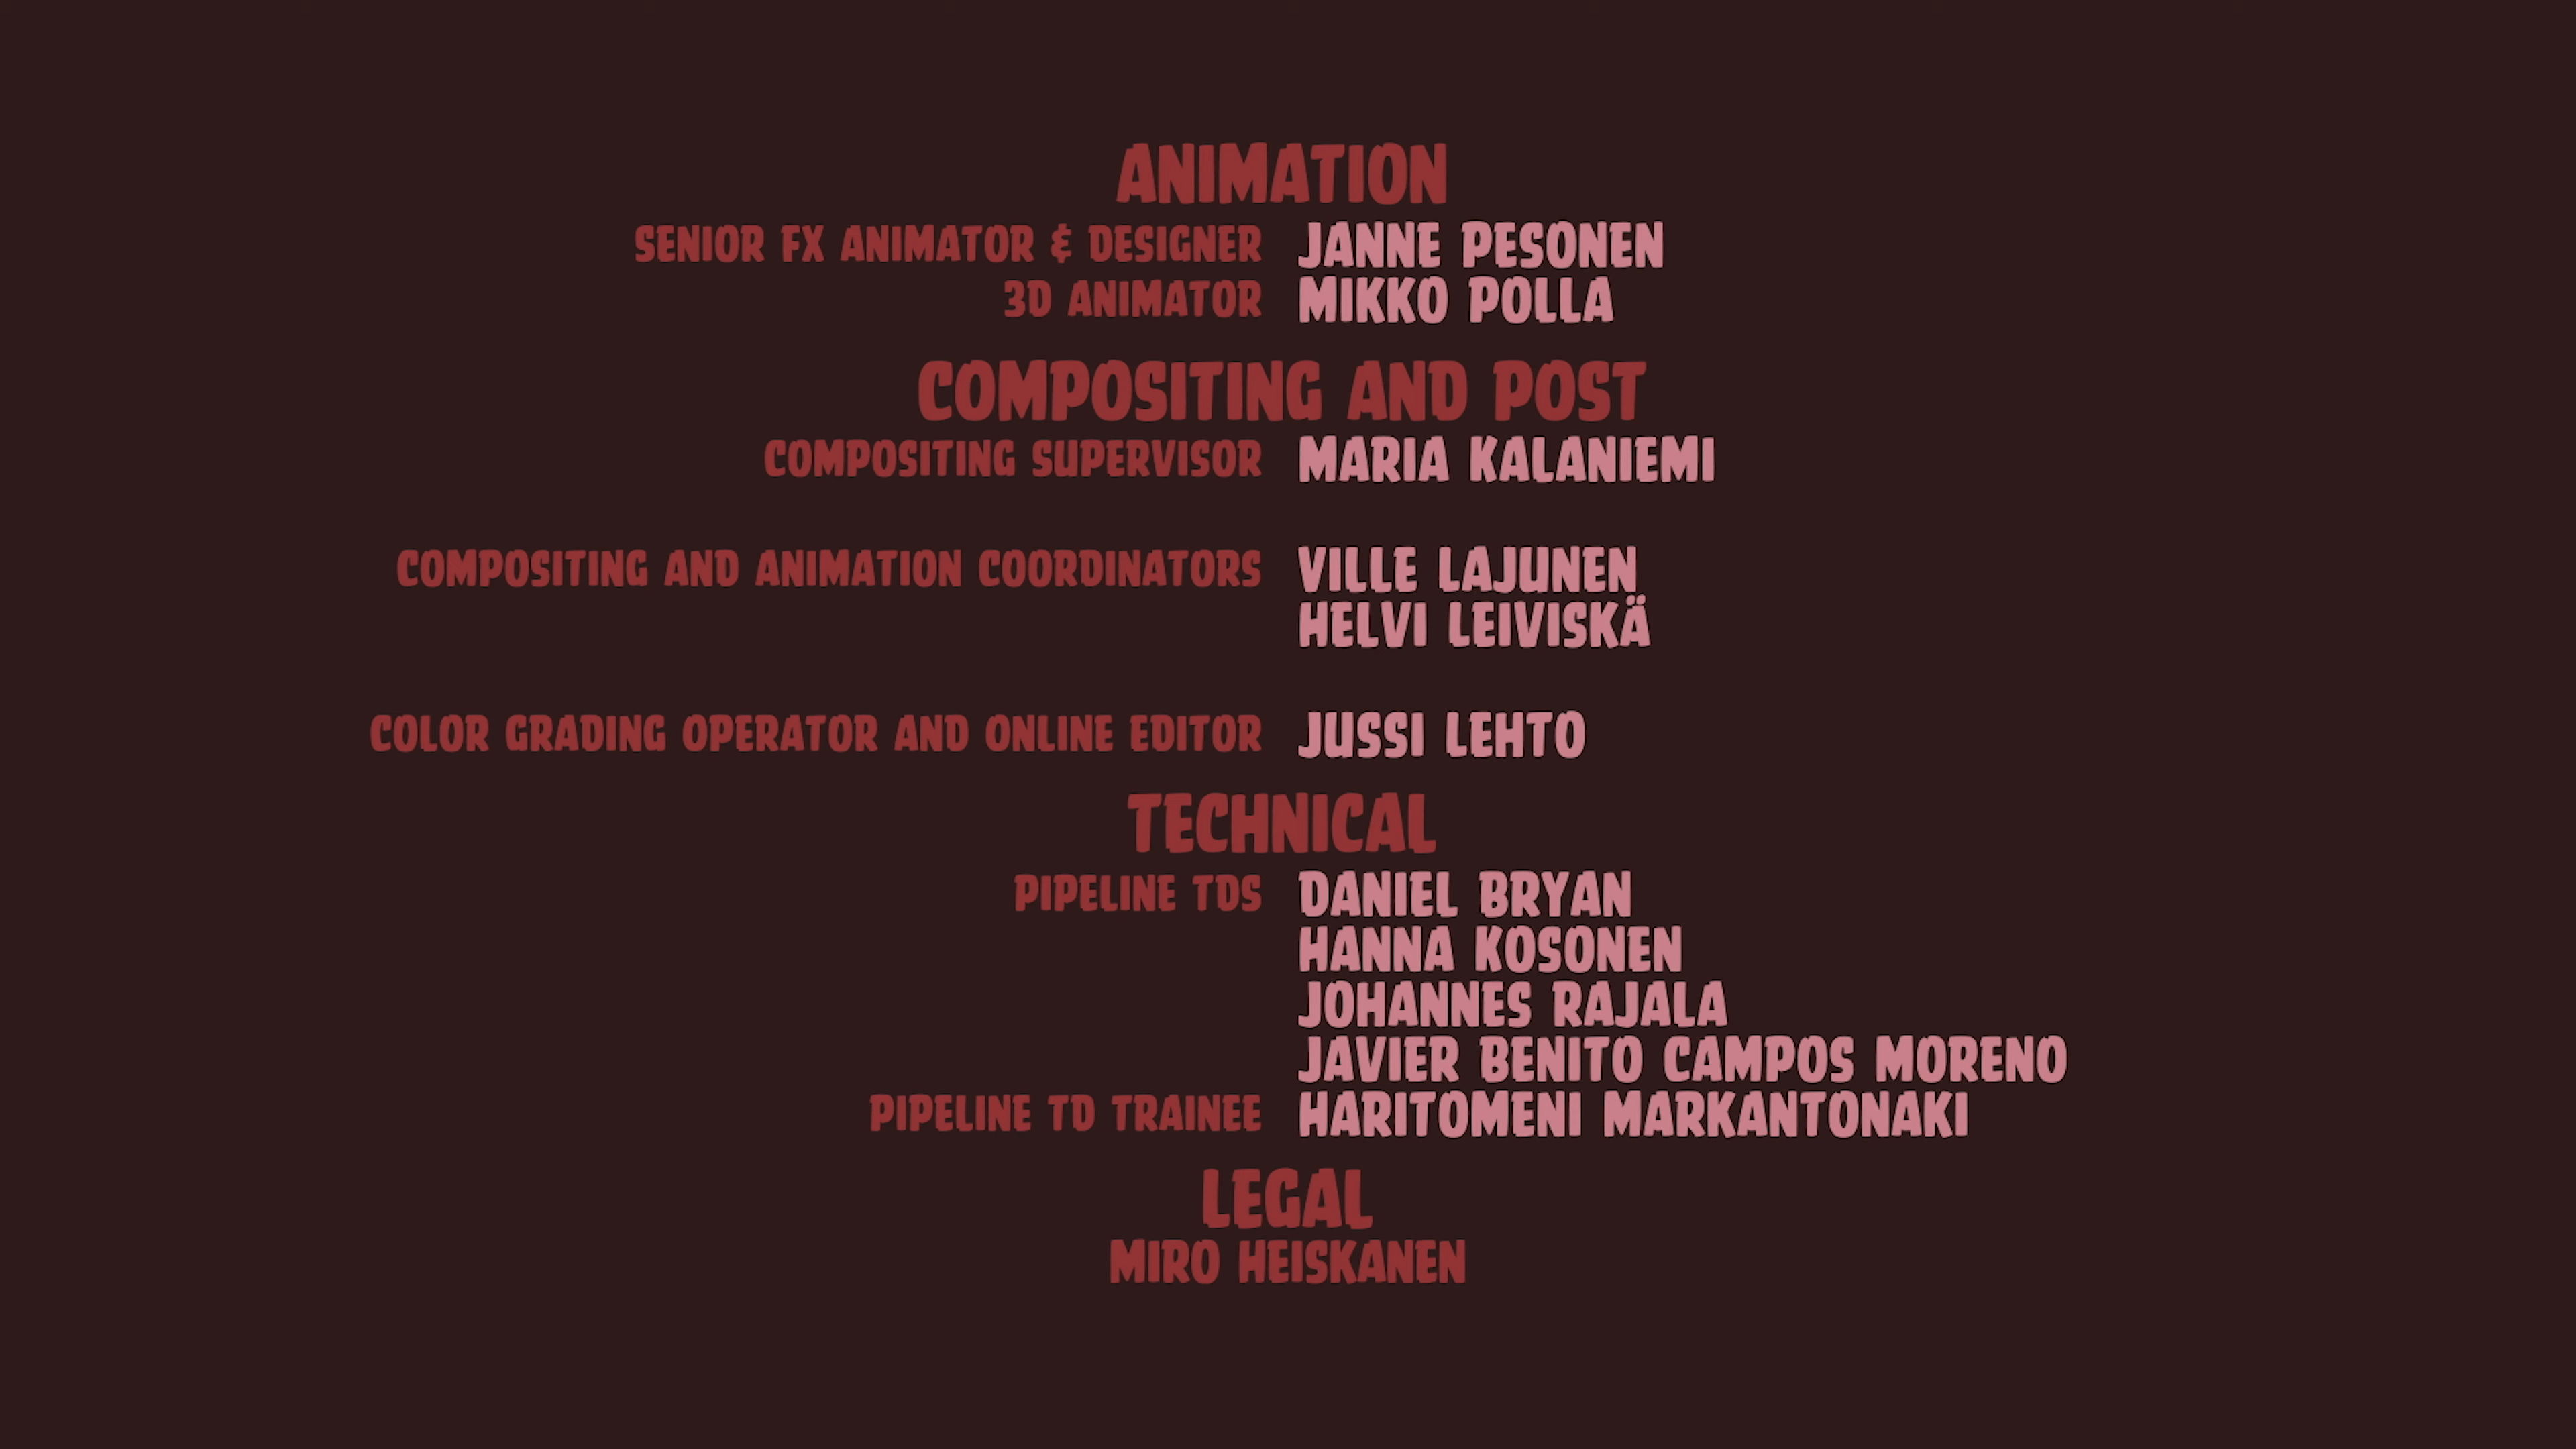 ANIMATION
SENIOR FX ANIMATOR & DESIGNER JANNE PESONEN
3D ANIMATOR MIKKO POLLA
COMPOSITING AND POST
COMPOSITING SUPERVISOR MARIA KALANIEMI
COMPOSITING AND ANIMATION COORDINATORS VILLE LAJUNEN
HELVI LEIVISKÄ
COLOR GRADING OPERATOR AND ONLINE EDITOR JUSSI LEHTO
TECHNICAL
PIPELINE TDS DANIEL BRYAN
HANNA KOSONEN
JOHANNES RAJALA
JAVIER BENITO CAMPOS MORENO
PIPELINE TD TRAINEE HARITOMENI MARKANTONAKI
LEGAL
MIRO HEISKANEN